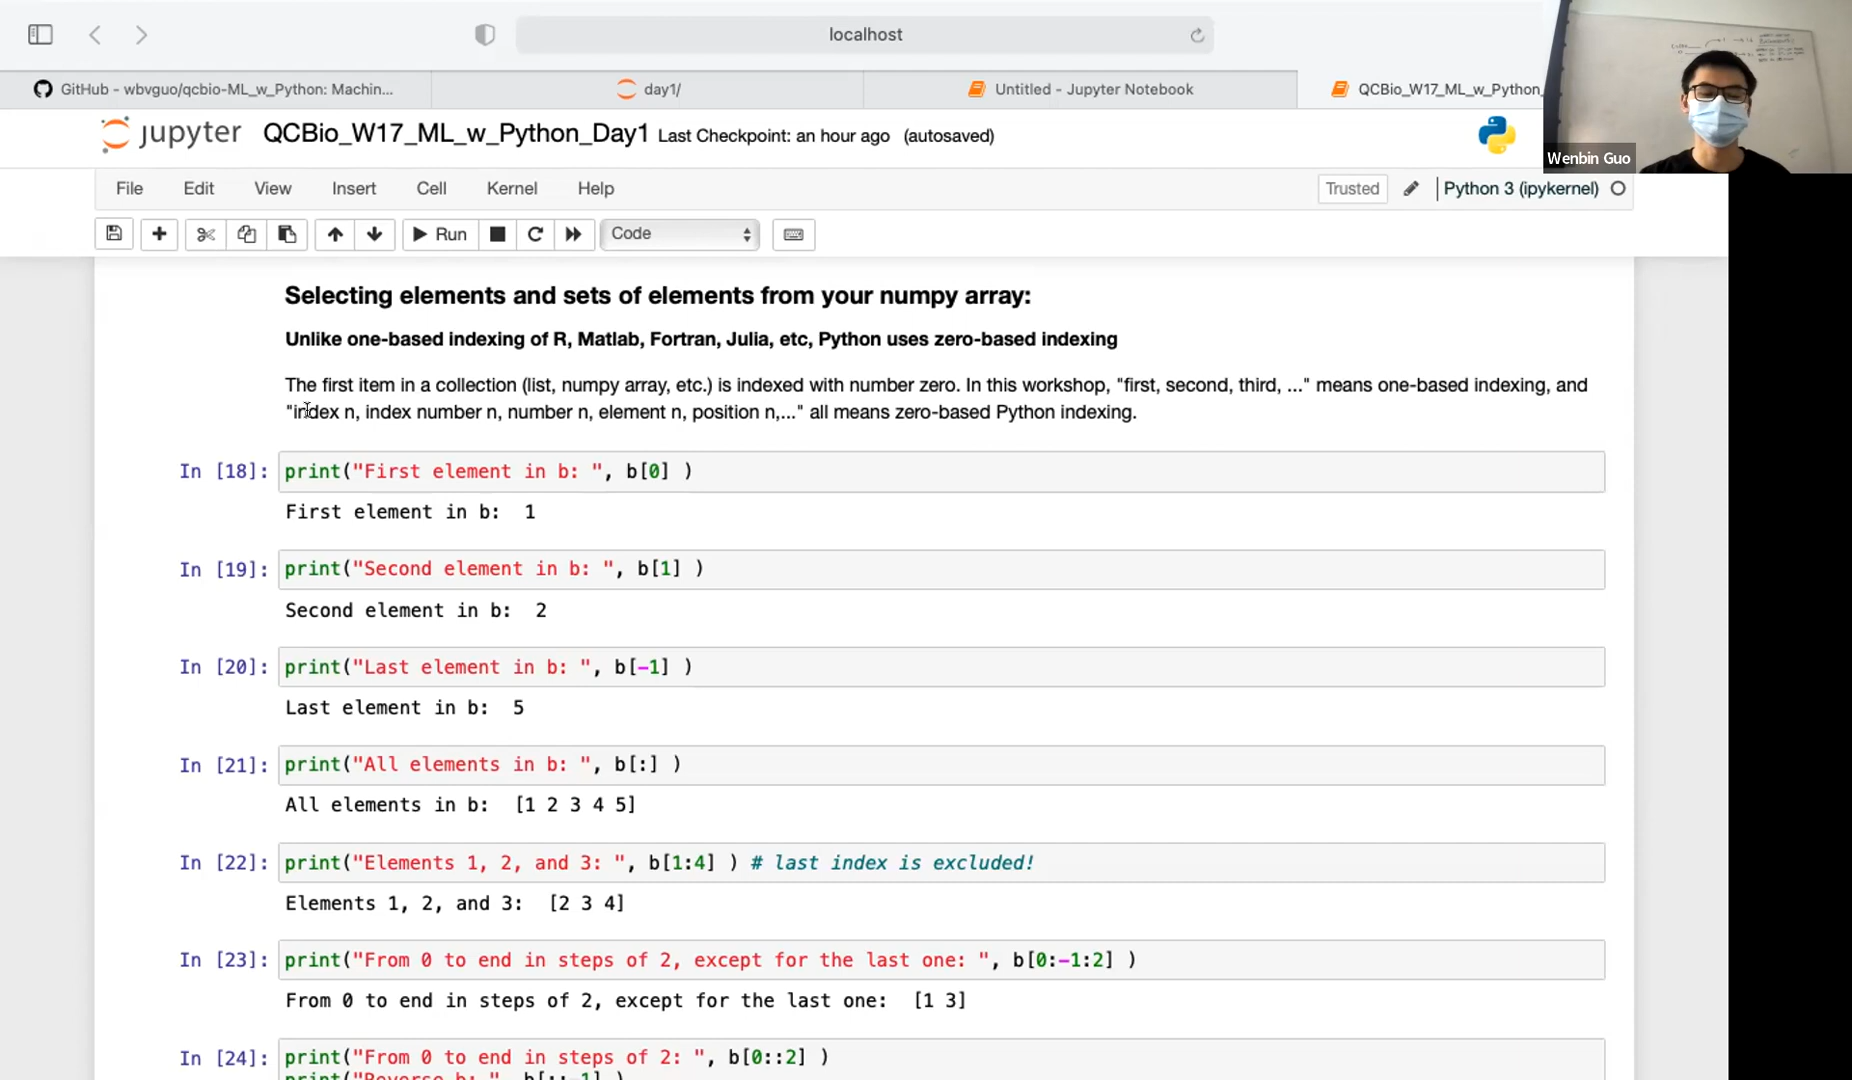 localhost
GitHub - wbvguo/qcbio-ML_w_Python: Machin...
day1/
Untitled - Jupyter Notebook
QCBio_W17_ML_w_Python_
Wenbin Guo
jupyter QCBio_W17_ML_w_Python_Day1 Last Checkpoint: an hour ago (autosaved)
File Edit View Insert Cell Kernel Help
Trusted Python 3 (ipykernel)
Run Code
Selecting elements and sets of elements from your numpy array:
Unlike one-based indexing of R, Matlab, Fortran, Julia, etc, Python uses zero-based indexing
The first item in a collection (list, numpy array, etc.) is indexed with number zero. In this workshop, "first, second, third, ..." means one-based indexing, and
"index n, index number n, number n, element n, position n,..." all means zero-based Python indexing.
In [18]: print("First element in b: ", b[0] )
First element in b:  1
In [19]: print("Second element in b: ", b[1] )
Second element in b:  2
In [20]: print("Last element in b: ", b[-1] )
Last element in b:  5
In [21]: print("All elements in b: ", b[:] )
All elements in b:  [1 2 3 4 5]
In [22]: print("Elements 1, 2, and 3: ", b[1:4] ) # last index is excluded!
Elements 1, 2, and 3:  [2 3 4]
In [23]: print("From 0 to end in steps of 2, except for the last one: ", b[0:-1:2] )
From 0 to end in steps of 2, except for the last one:  [1 3]
In [24]: print("From 0 to end in steps of 2: ", b[0::2] )
print("Reverse b: ", b[::-1] )